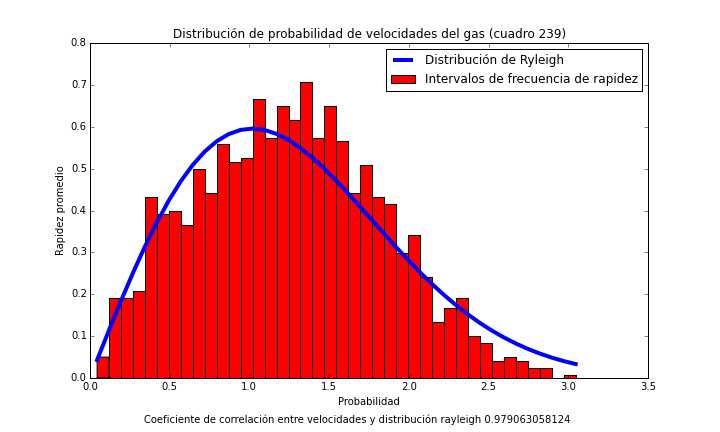 Distribución de probabilidad de velocidades del gas (cuadro 239)
Distribución de Ryleigh
Intervalos de frecuencia de rapidez
Rapidez promedio
0.8
0.7
0.6
0.5
0.4
0.3
0.2
0.1
0.0
0.0 0.5 1.0 1.5 2.0 2.5 3.0 3.5
Probabilidad
Coeficiente de correlación entre velocidades y distribución rayleigh 0.979063058124